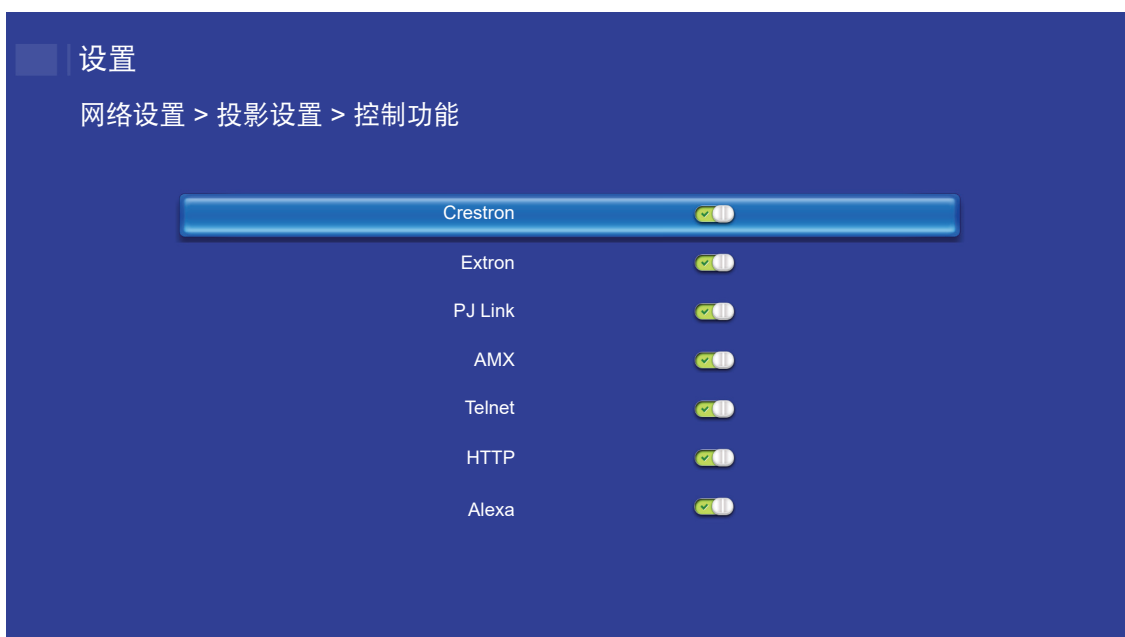 设置
网络设置 > 投影设置 > 控制功能
Crestron
Extron
PJ Link
AMX
Telnet
HTTP
Alexa